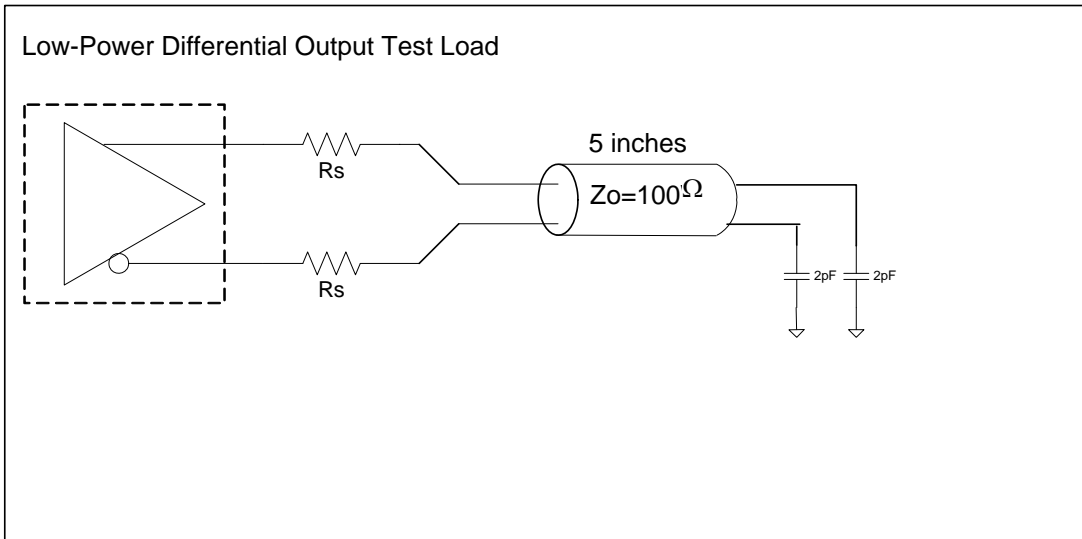 Low-Power Differential Output Test Load
Rs
5 inches
Zo=100Ω
Rs
2pF
2pF